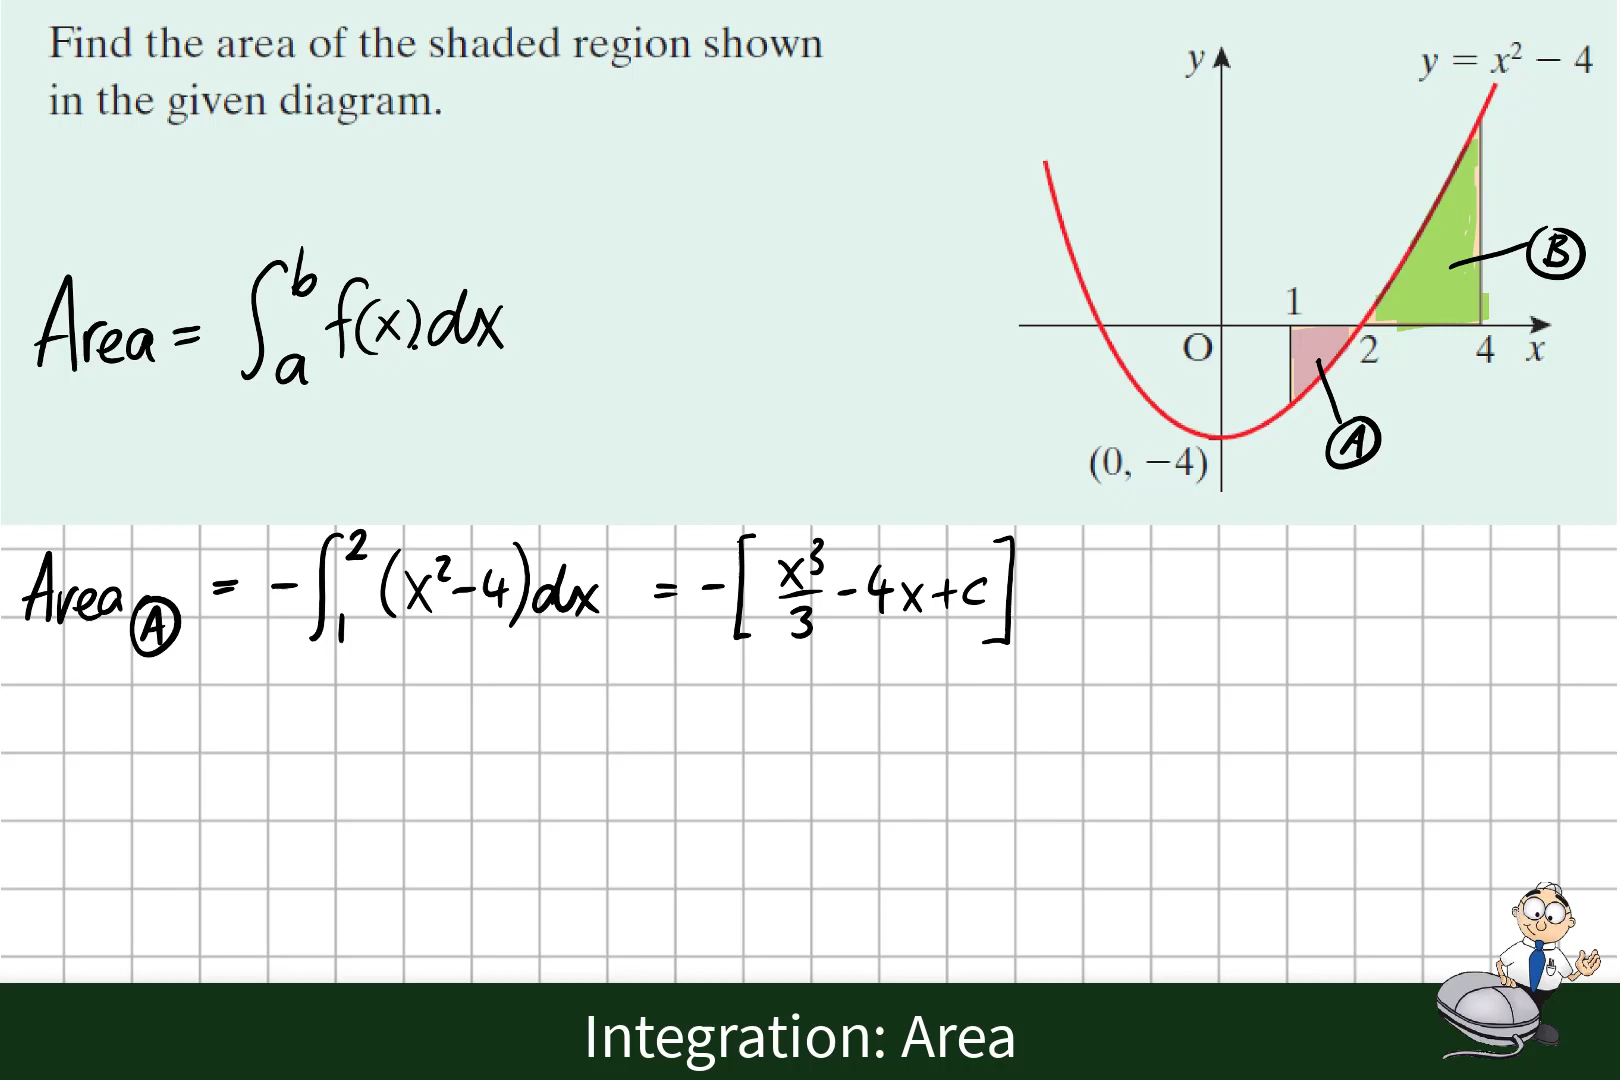 Find the area of the shaded region shown
in the given diagram.
Area = ∫ₐᵇ f(x).dx
y
y = x² − 4
B
1
O
2
4
x
A
(0, −4)
Area Ⓐ = -∫₁² (x²-4)dx = -[x³/3 - 4x + c]
Integration: Area